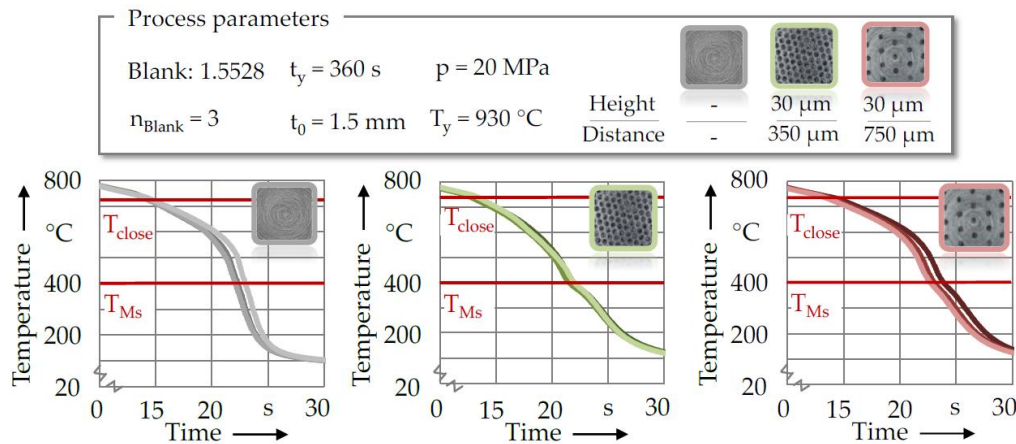 Process parameters
Blank: 1.5528 t_y = 360 s p = 20 MPa
n_Blank = 3 t_0 = 1.5 mm T_y = 930 °C
Height - 30 µm 30 µm
Distance - 350 µm 750 µm
Temperature
800
°C
400
200
20
T_close
T_Ms
0 15 20 s 30
Time
Temperature
800
°C
400
200
20
T_close
T_Ms
0 15 20 s 30
Time
Temperature
800
°C
400
200
20
T_close
T_Ms
0 15 20 s 30
Time